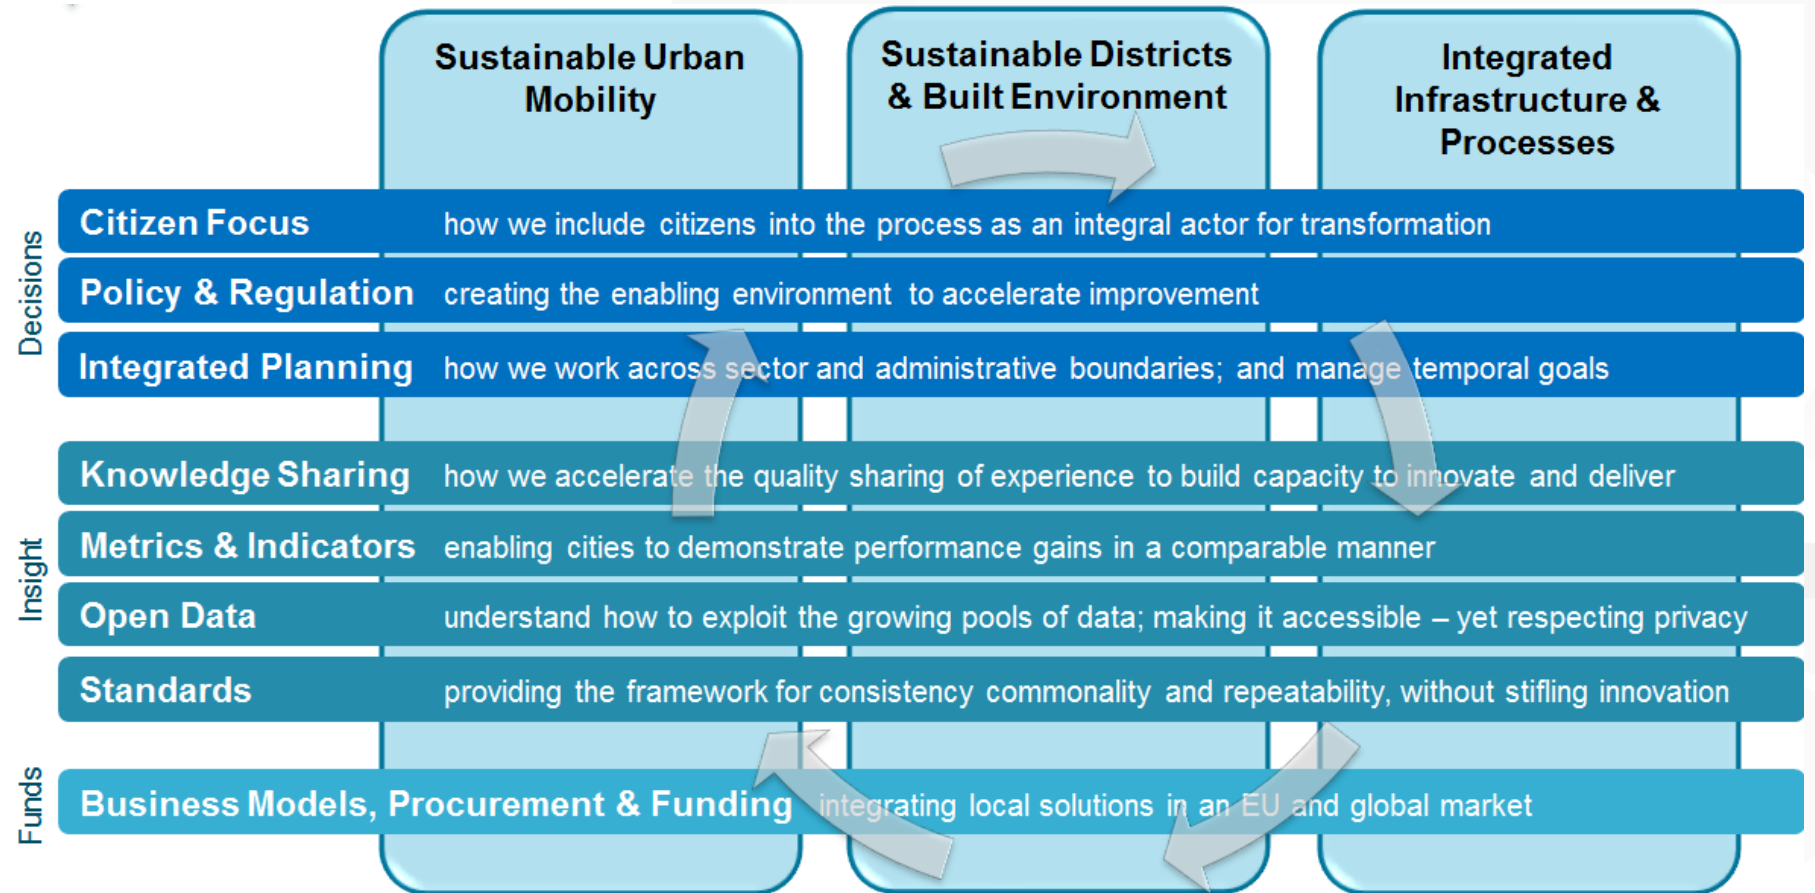 Sustainable Urban
Mobility
Sustainable Districts
& Built Environment
Integrated
Infrastructure &
Processes
Decisions
Citizen Focus how we include citizens into the process as an integral actor for transformation
Policy & Regulation creating the enabling environment to accelerate improvement
Integrated Planning how we work across sector and administrative boundaries; and manage temporal goals
Insight
Knowledge Sharing how we accelerate the quality sharing of experience to build capacity to innovate and deliver
Metrics & Indicators enabling cities to demonstrate performance gains in a comparable manner
Open Data understand how to exploit the growing pools of data; making it accessible – yet respecting privacy
Standards providing the framework for consistency commonality and repeatability, without stifling innovation
Funds
Business Models, Procurement & Funding integrating local solutions in an EU and global market